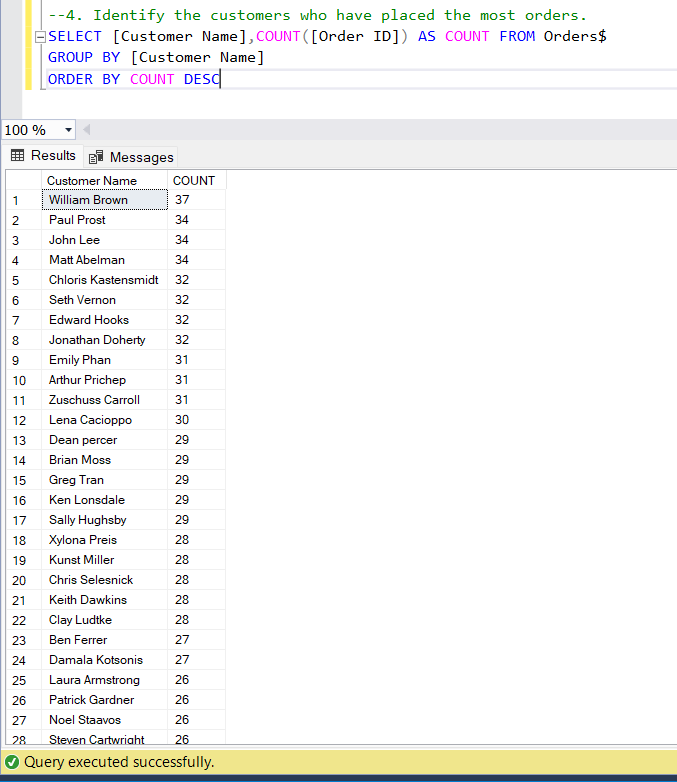 --4. Identify the customers who have placed the most orders.
SELECT [Customer Name],COUNT([Order ID]) AS COUNT FROM Orders$
GROUP BY [Customer Name]
ORDER BY COUNT DESC
100 %
Results Messages
Customer Name COUNT
1 William Brown 37
2 Paul Prost 34
3 John Lee 34
4 Matt Abelman 34
5 Chloris Kastensmidt 32
6 Seth Vernon 32
7 Edward Hooks 32
8 Jonathan Doherty 32
9 Emily Phan 31
10 Arthur Prichep 31
11 Zuschuss Carroll 31
12 Lena Cacioppo 30
13 Dean percer 29
14 Brian Moss 29
15 Greg Tran 29
16 Ken Lonsdale 29
17 Sally Hughsby 29
18 Xylona Preis 28
19 Kunst Miller 28
20 Chris Selesnick 28
21 Keith Dawkins 28
22 Clay Ludtke 28
23 Ben Ferrer 27
24 Damala Kotsonis 27
25 Laura Armstrong 26
26 Patrick Gardner 26
27 Noel Staavos 26
28 Steven Cartwright 26
Query executed successfully.